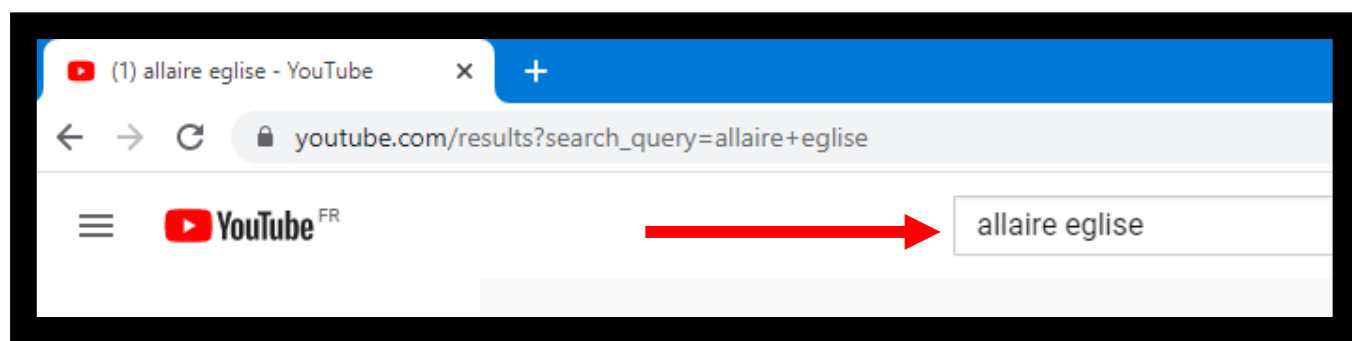 (1) allaire eglise - YouTube
youtube.com/results?search_query=allaire+eglise
YouTube FR
allaire eglise